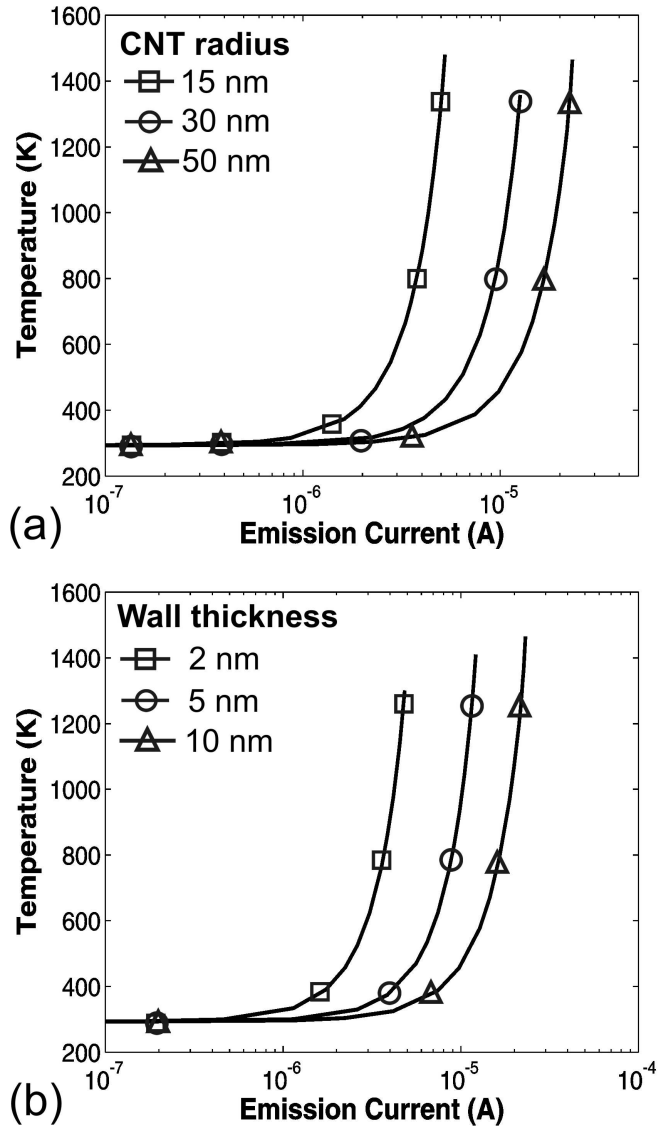 1600
1400
1200
1000
800
600
400
200
Temperature (K)
CNT radius
15 nm
30 nm
50 nm
10-7
10-6
10-5
Emission Current (A)
(a)
1600
1400
1200
1000
800
600
400
200
Temperature (K)
Wall thickness
2 nm
5 nm
10 nm
10-7
10-6
10-5
10-4
Emission Current (A)
(b)